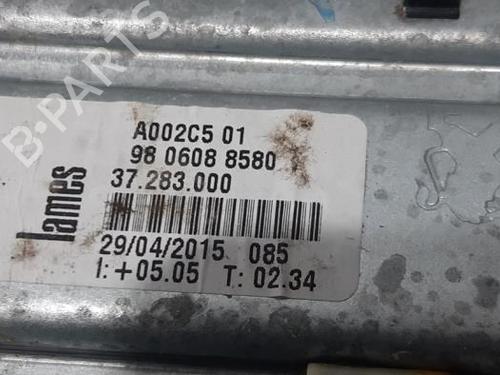 B-PARTS
lames
A002C5 01
98 0608 8580
37.283.000
29/04/2015 085
I:+05.05 T: 02.34